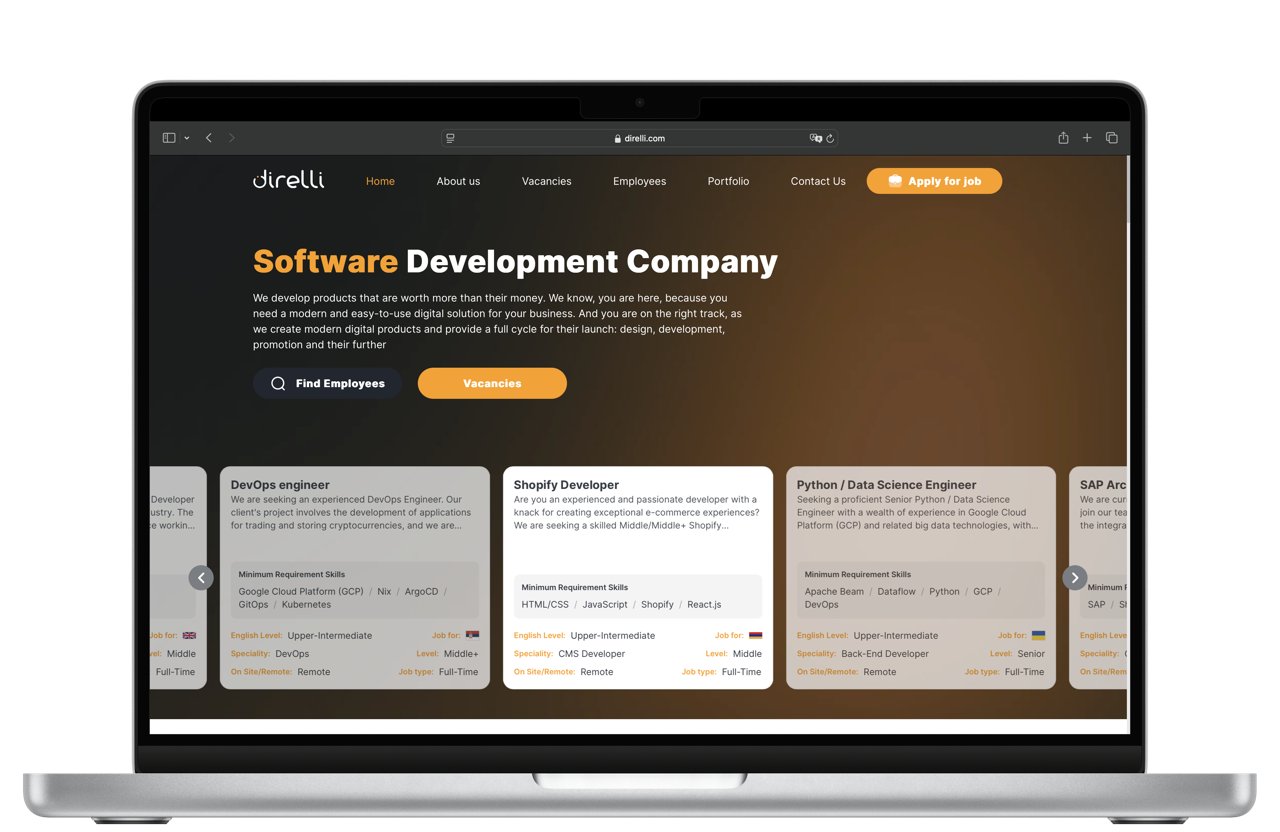 direlli.com
direlli
Home
About us
Vacancies
Employees
Portfolio
Contact Us
Apply for job
Software Development Company
We develop products that are worth more than their money. We know, you are here, because you
need a modern and easy-to-use digital solution for your business. And you are on the right track, as
we create modern digital products and provide a full cycle for their launch: design, development,
promotion and their further
Find Employees
Vacancies
Developer
ustry. The
e workin...
Job for:
vel: Middle
Full-Time
DevOps engineer
We are seeking an experienced DevOps Engineer. Our
client's project involves the development of applications
for trading and storing cryptocurrencies, and we are...
Minimum Requirement Skills
Google Cloud Platform (GCP) / Nix / ArgoCD /
GitOps / Kubernetes
English Level: Upper-Intermediate Job for:
Speciality: DevOps Level: Middle+
On Site/Remote: Remote Job type: Full-Time
Shopify Developer
Are you an experienced and passionate developer with a
knack for creating exceptional e-commerce experiences?
We are seeking a skilled Middle/Middle+ Shopify...
Minimum Requirement Skills
HTML/CSS / JavaScript / Shopify / React.js
English Level: Upper-Intermediate Job for:
Speciality: CMS Developer Level: Middle
On Site/Remote: Remote Job type: Full-Time
Python / Data Science Engineer
Seeking a proficient Senior Python / Data Science
Engineer with a wealth of experience in Google Cloud
Platform (GCP) and related big data technologies, with...
Minimum Requirement Skills
Apache Beam / Dataflow / Python / GCP /
DevOps
English Level: Upper-Intermediate Job for:
Speciality: Back-End Developer Level: Senior
On Site/Remote: Remote Job type: Full-Time
SAP Arc
We are cur
join our tea
the integra
Minimum F
SAP / S
English Leve
Speciality:
On Site/Rem